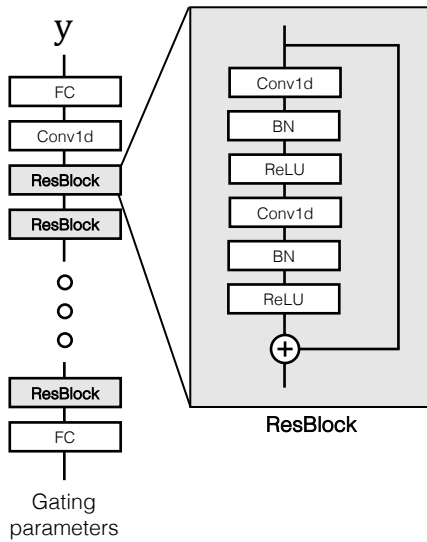 y
FC
Conv1d
ResBlock
ResBlock
ResBlock
FC
Gating
parameters
Conv1d
BN
ReLU
Conv1d
BN
ReLU
+
ResBlock